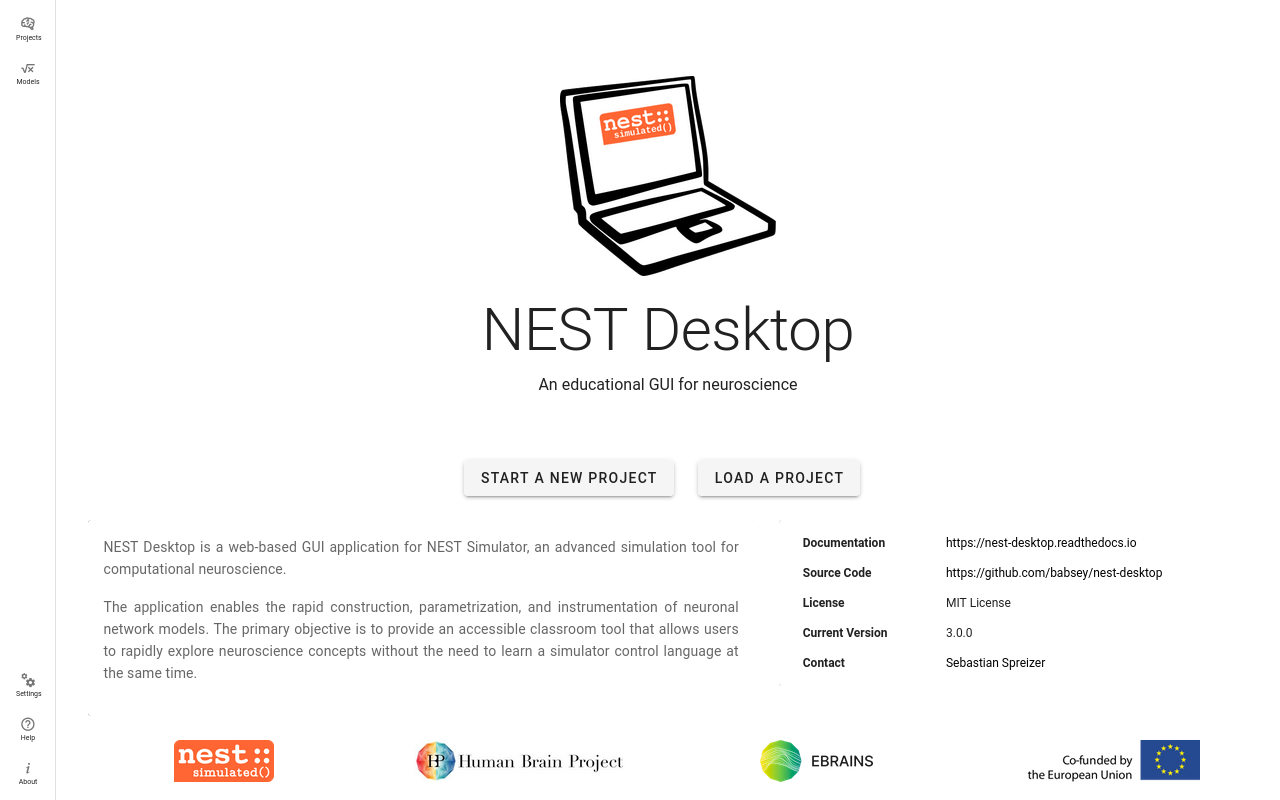 Projects
Models
nest::
simulated()
NEST Desktop
An educational GUI for neuroscience
START A NEW PROJECT
LOAD A PROJECT
NEST Desktop is a web-based GUI application for NEST Simulator, an advanced simulation tool for
computational neuroscience.
The application enables the rapid construction, parametrization, and instrumentation of neuronal
network models. The primary objective is to provide an accessible classroom tool that allows users
to rapidly explore neuroscience concepts without the need to learn a simulator control language at
the same time.
Documentation https://nest-desktop.readthedocs.io
Source Code https://github.com/babsey/nest-desktop
License MIT License
Current Version 3.0.0
Contact Sebastian Spreizer
Settings
Help
About
nest::
simulated()
HP Human Brain Project
EBRAINS
Co-funded by
the European Union